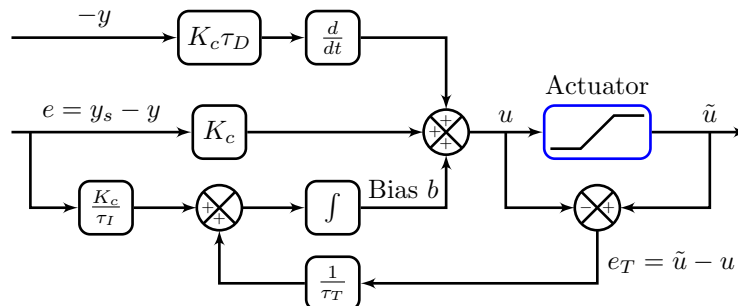 −y
K_cτ_D
d/dt
Actuator
e = y_s − y
K_c
+
+
+
u
ũ
K_c/τ_I
+
+
∫
Bias b
−
+
1/τ_T
e_T = ũ − u